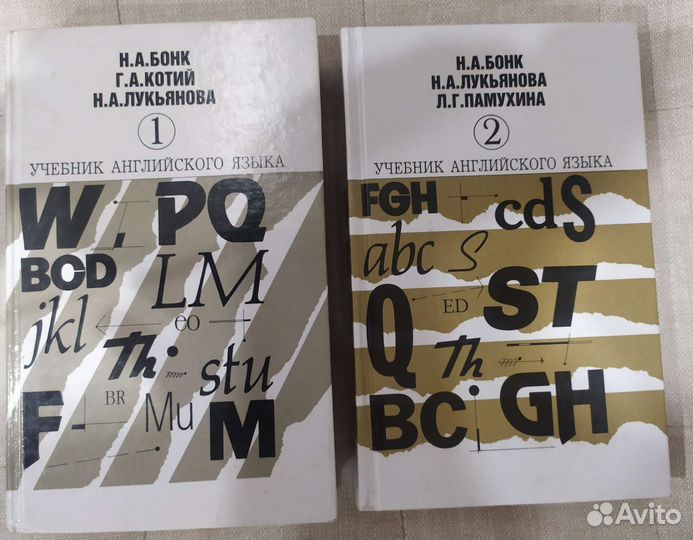 Н.А.БОНК
Г.А.КОТИЙ
Н.А.ЛУКЬЯНОВА
1
УЧЕБНИК АНГЛИЙСКОГО ЯЗЫКА
W PQ
BCD
LM
jkl
eo
Th
stu
BR
F
Mu
M
Н.А.БОНК
Н.А.ЛУКЬЯНОВА
Л.Г.ПАМУХИНА
2
УЧЕБНИК АНГЛИЙСКОГО ЯЗЫКА
FGH
cdS
abc S
ED
ST
Q
Th
BC
GH
Avito